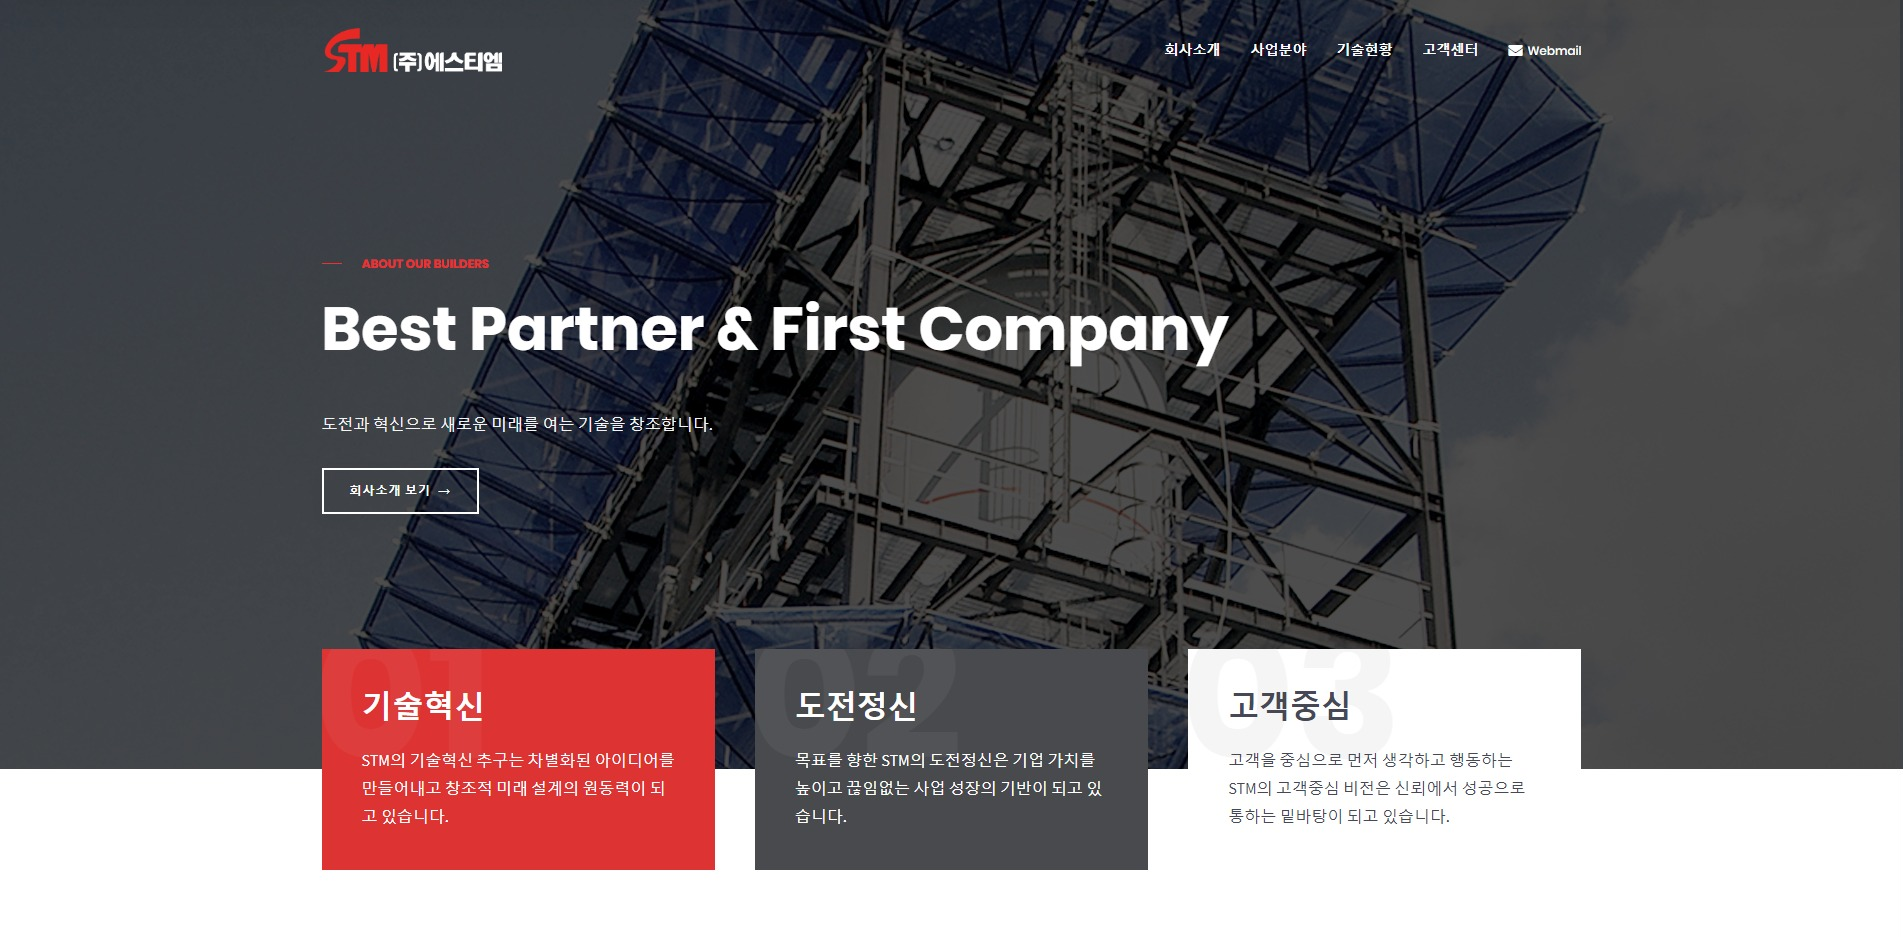 STM (주)에스티엠
회사소개 사업분야 기술현황 고객센터 Webmail
ABOUT OUR BUILDERS
Best Partner & First Company
도전과 혁신으로 새로운 미래를 여는 기술을 창조합니다.
회사소개 보기 →
01
기술혁신
STM의 기술혁신 추구는 차별화된 아이디어를
만들어내고 창조적 미래 설계의 원동력이 되
고 있습니다.
02
도전정신
목표를 향한 STM의 도전정신은 기업 가치를
높이고 끊임없는 사업 성장의 기반이 되고 있
습니다.
03
고객중심
고객을 중심으로 먼저 생각하고 행동하는
STM의 고객중심 비전은 신뢰에서 성공으로
통하는 밑바탕이 되고 있습니다.